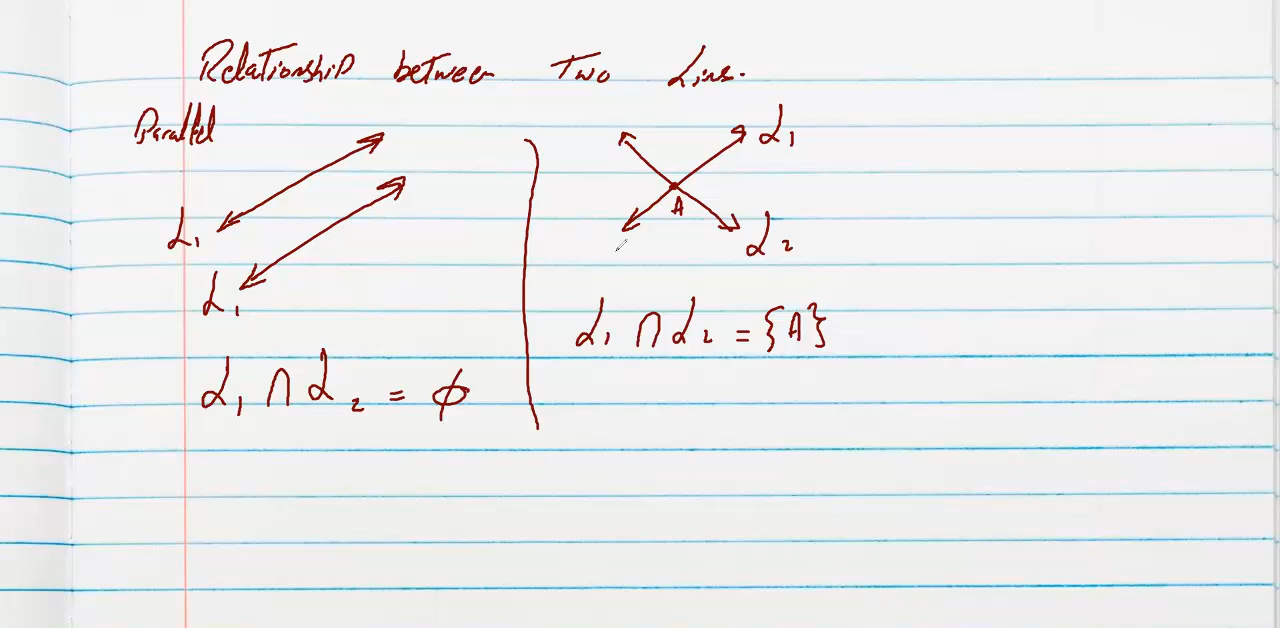 Relationship between Two Lines.
Parallel
L1
L1
L1 ∩ L2 = ϕ
L1
A
L2
L1 ∩ L2 = {A}